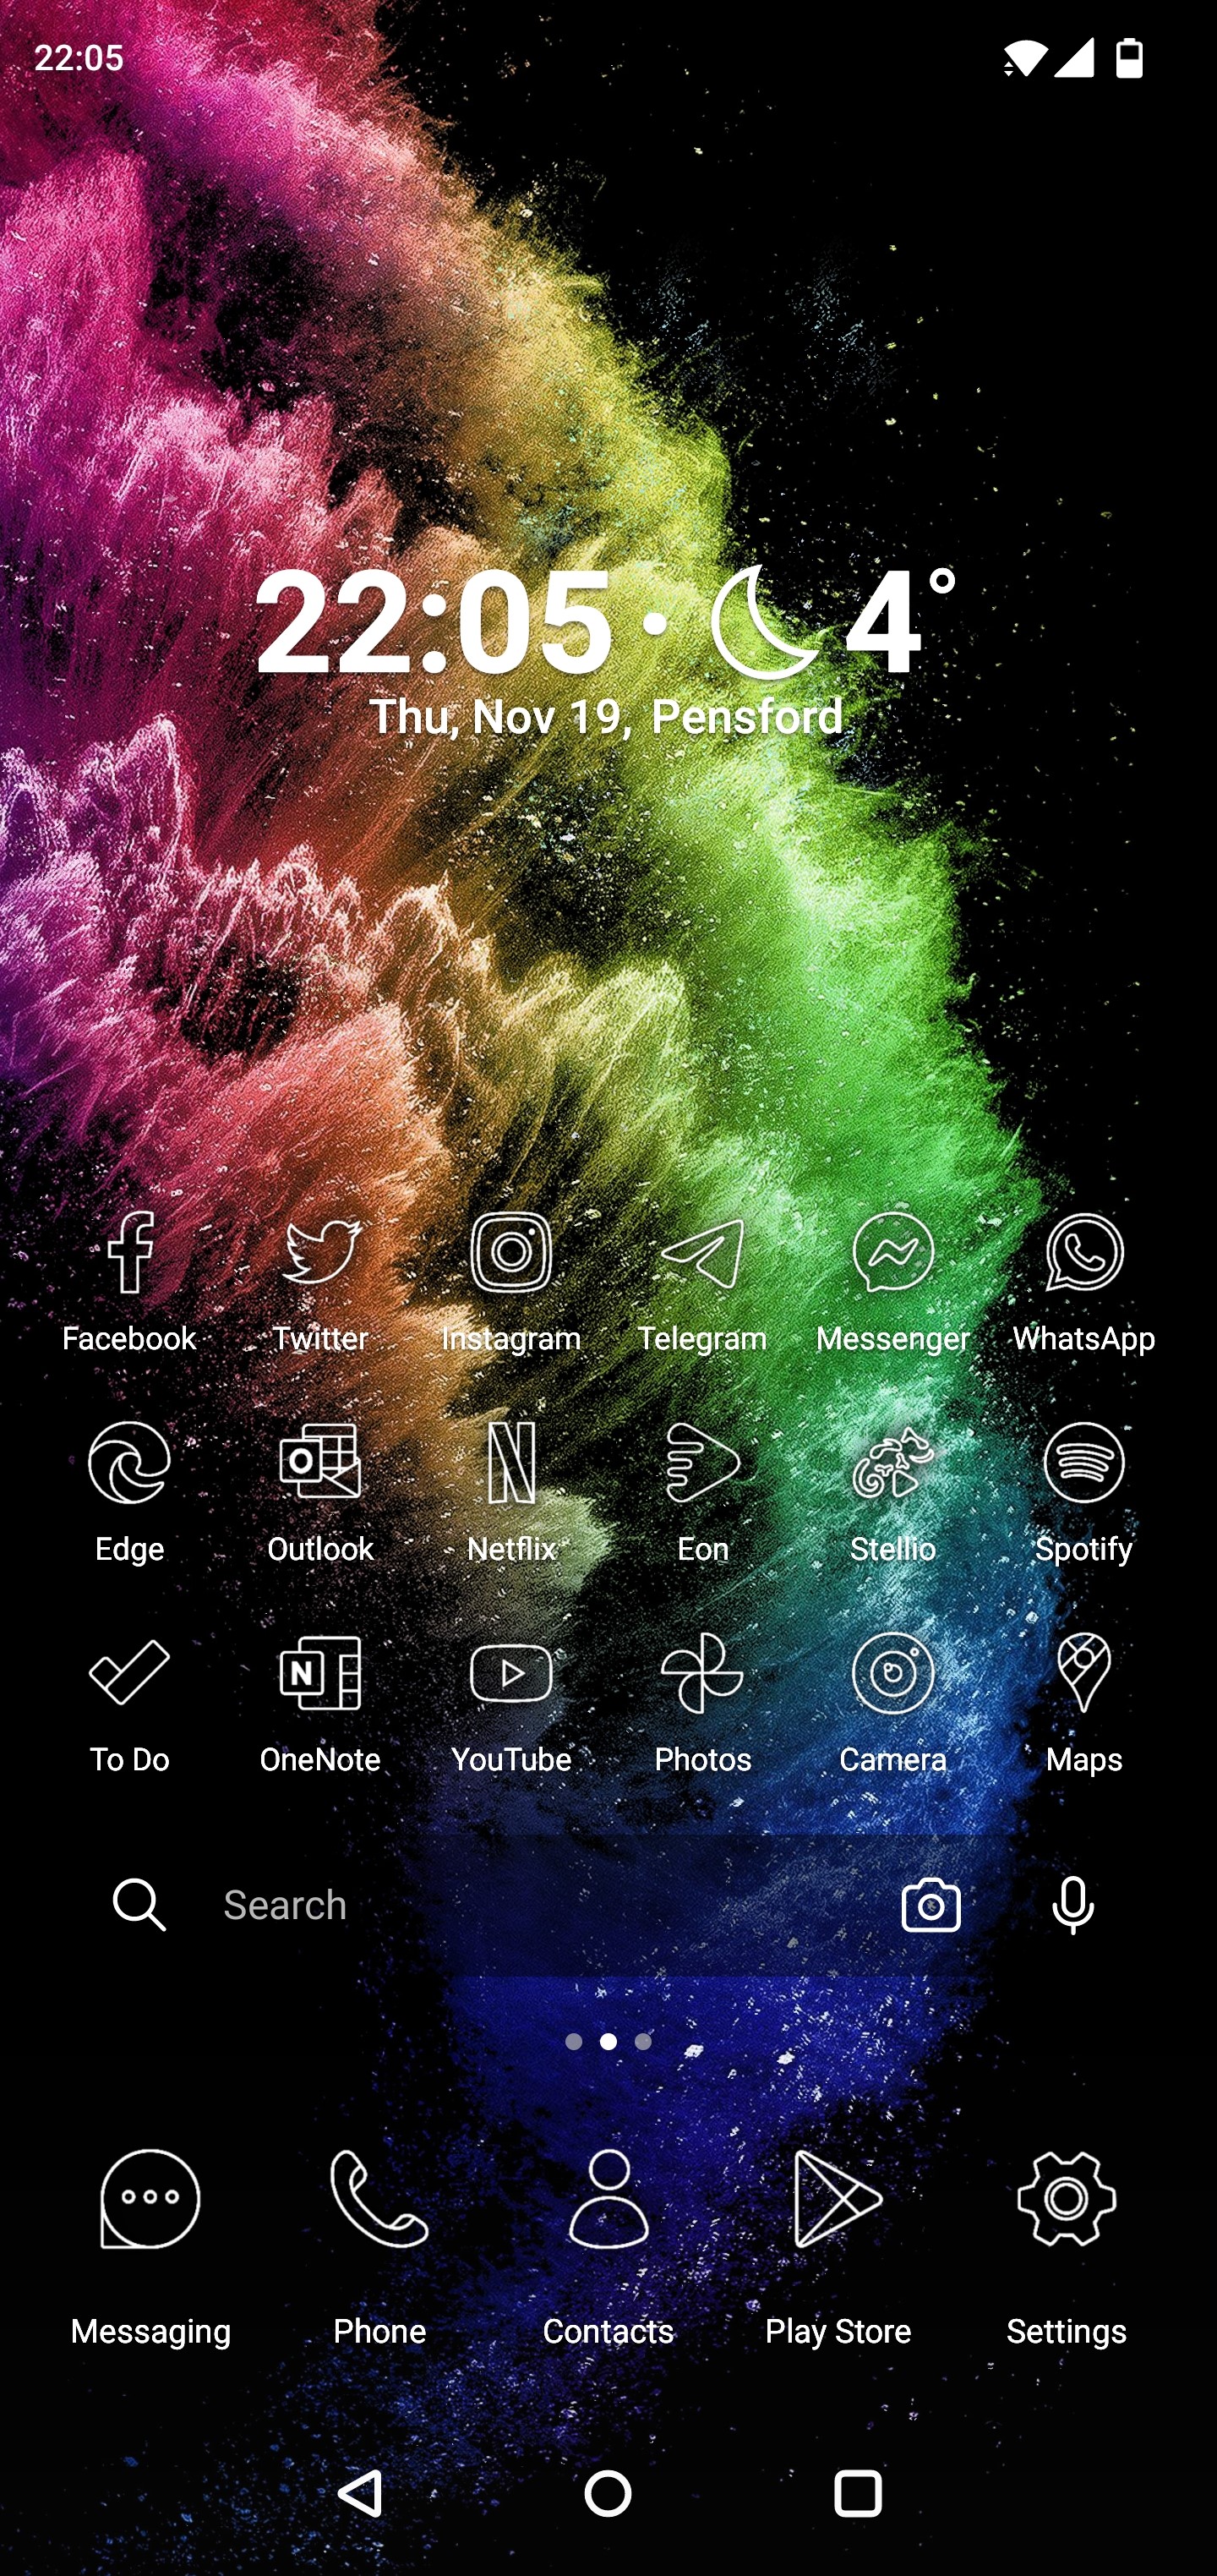 22:05
22:05 · 4°
Thu, Nov 19, Pensford
Facebook Twitter Instagram Telegram Messenger WhatsApp
Edge Outlook Netflix Eon Stellio Spotify
To Do OneNote YouTube Photos Camera Maps
Search
Messaging Phone Contacts Play Store Settings